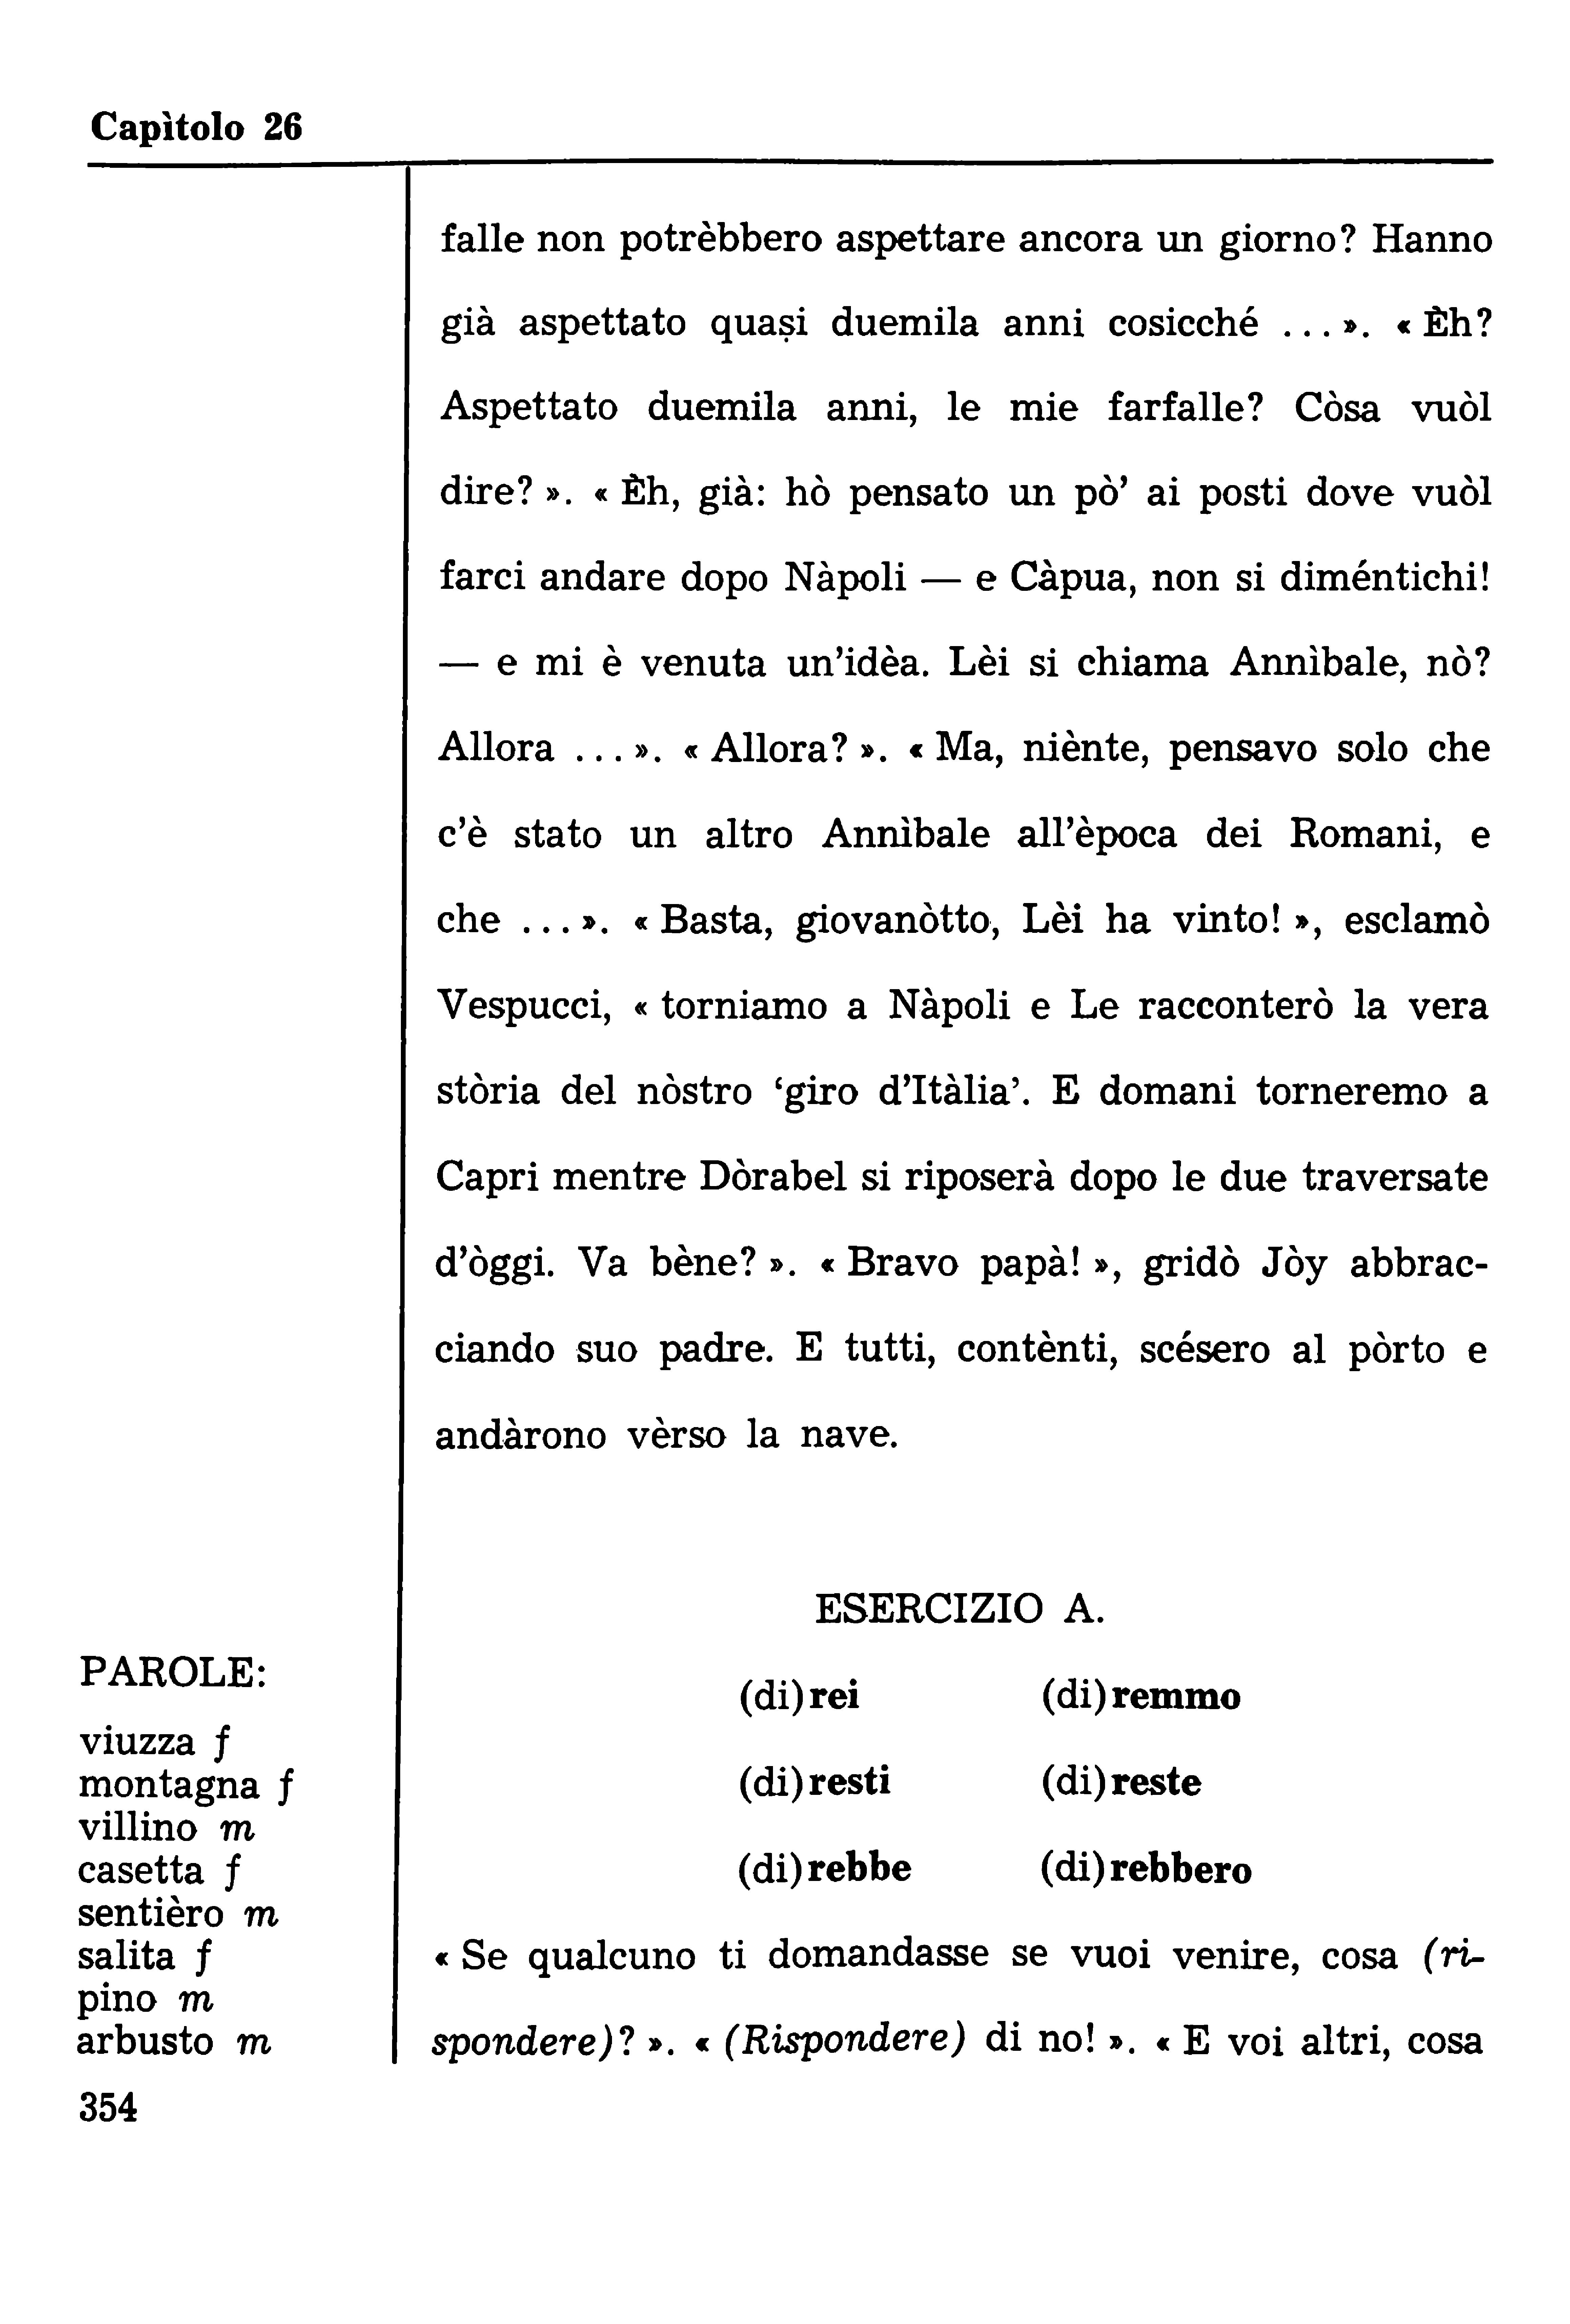 Capìtolo 26
falle non potrèbbero aspettare ancora un giorno? Hanno
già aspettato quaṣi duemila anni cosicché ... ». « Èh?
Aspettato duemila anni, le mie farfalle? Còsa vuòl
dire? ». « Èh, già: hò pensato un pò’ ai posti dove vuòl
farci andare dopo Nàpoli — e Càpua, non si diméntichi!
— e mi è venuta un’idèa. Lèi si chiama Annìbale, nò?
Allora ... ». « Allora? ». « Ma, niènte, pensavo solo che
c’è stato un altro Annìbale all’època dei Romani, e
che ... ». « Basta, giovanòtto, Lèi ha vinto! », esclamò
Vespucci, « torniamo a Nàpoli e Le racconterò la vera
stòria del nòstro ‘giro d’Itàlia’. E domani torneremo a
Capri mentre Dòrabel si riposerà dopo le due traversate
d’òggi. Va bène? ». « Bravo papà! », gridò Jòy abbrac-
ciando suo padre. E tutti, contènti, scésero al pòrto e
andàrono vèrso la nave.
ESERCIZIO A.
(di)rei (di)remmo
(di)resti (di)reste
(di)rebbe (di)rebbero
« Se qualcuno ti domandasse se vuoi venire, cosa (ri-
spondere)? ». « (Rispondere) di no! ». « E voi altri, cosa
PAROLE:
viuzza f
montagna f
villino m
casetta f
sentièro m
salita f
pino m
arbusto m
354